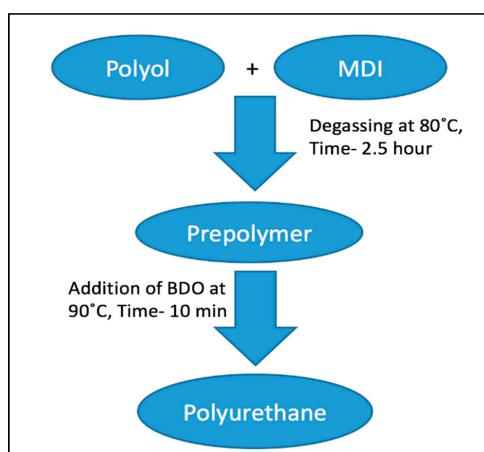 Polyol + MDI
Degassing at 80˚C,
Time- 2.5 hour
Prepolymer
Addition of BDO at
90˚C, Time- 10 min
Polyurethane